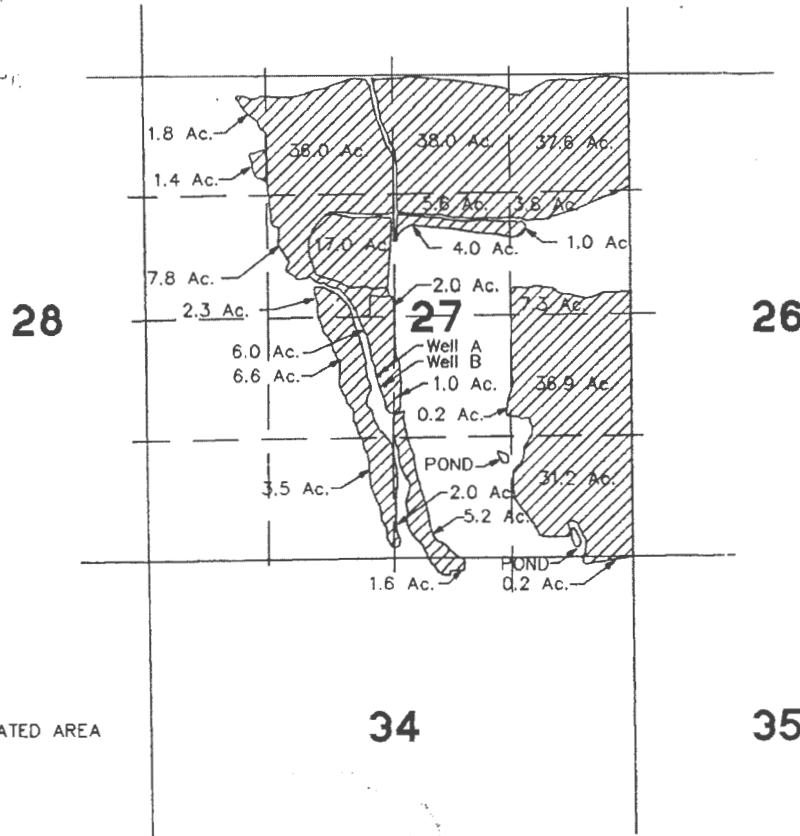 1.8 Ac.
36.0 Ac.
38.0 Ac.
37.6 Ac.
1.4 Ac.
5.6 Ac.
3.8 Ac.
17.0 Ac.
4.0 Ac.
1.0 Ac
7.8 Ac.
2.0 Ac.
2.3 Ac.
7.3 Ac.
28
27
26
6.0 Ac.
Well A
Well B
6.6 Ac.
1.0 Ac.
36.9 Ac.
0.2 Ac.
POND
31.2 Ac.
3.5 Ac.
2.0 Ac
5.2 Ac.
POND
1.6 Ac.
0.2 Ac.
ATED AREA
34
35